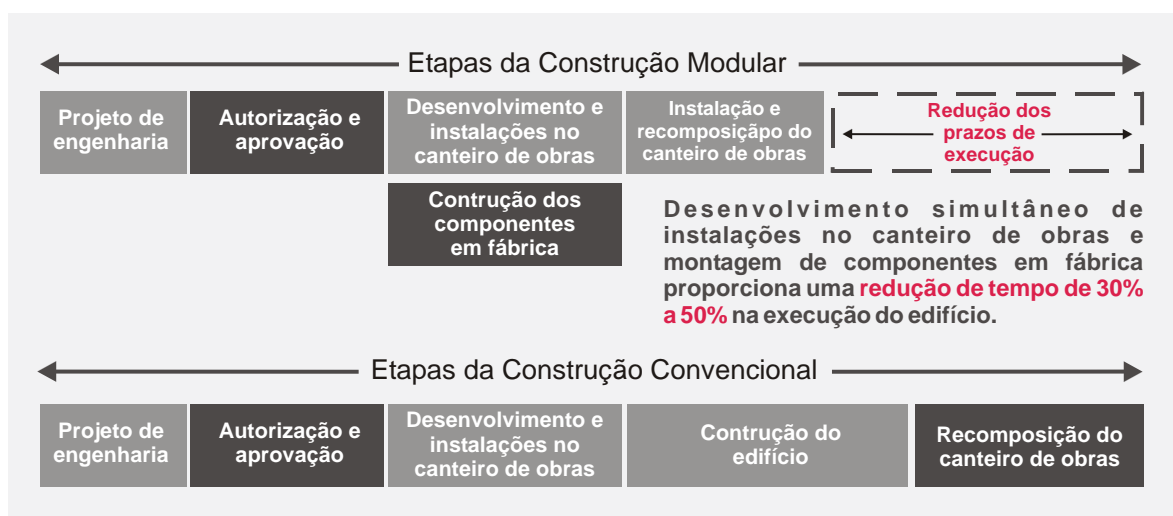 Etapas da Construção Modular
Projeto de
engenharia
Autorização e
aprovação
Desenvolvimento e
instalações no
canteiro de obras
Instalação e
recomposiçãpo do
canteiro de obras
Redução dos
prazos de
execução
Contrução dos
componentes
em fábrica
Desenvolvimento simultâneo de
instalações no canteiro de obras e
montagem de componentes em fábrica
proporciona uma redução de tempo de 30%
a 50% na execução do edifício.
Etapas da Construção Convencional
Projeto de
engenharia
Autorização e
aprovação
Desenvolvimento e
instalações no
canteiro de obras
Contrução do
edifício
Recomposição do
canteiro de obras